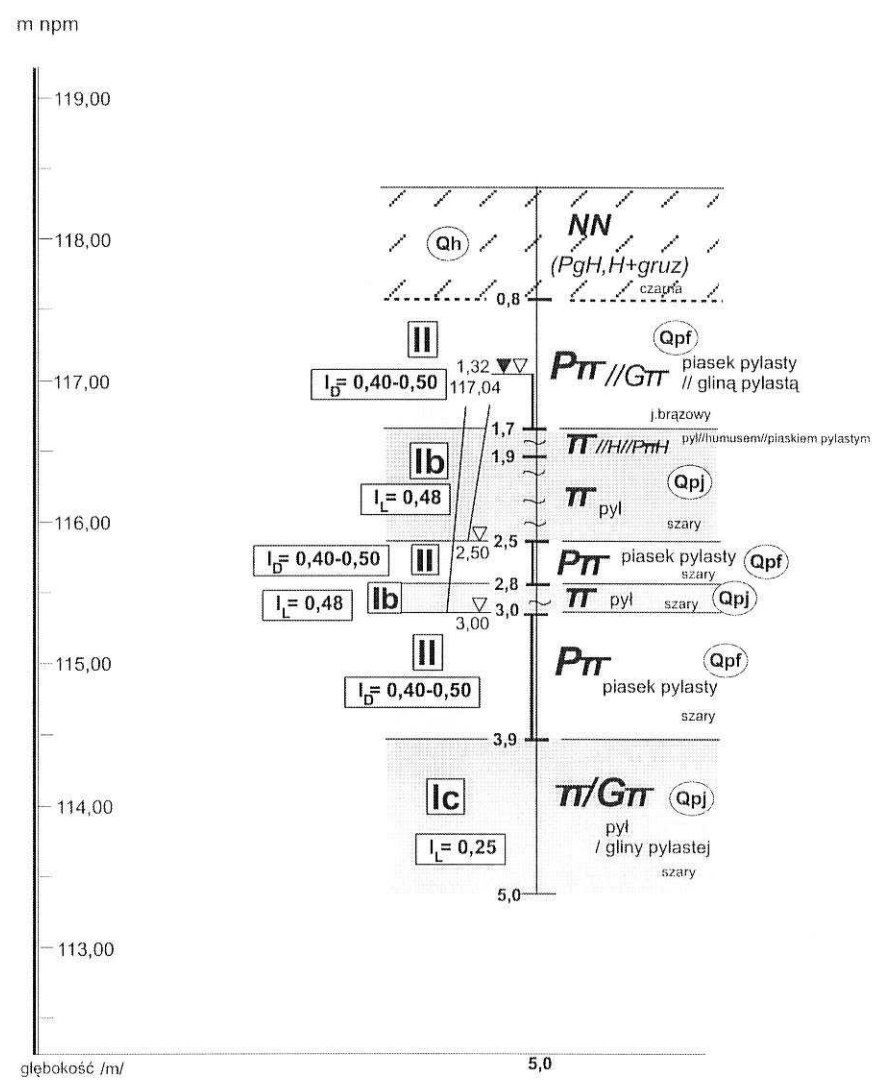 m npm
119,00
118,00
117,00
116,00
115,00
114,00
113,00
Qh
NN
(PgH,H+gruz)
czarna
0,8
II
I_D= 0,40-0,50
1,32
117,04
Pπ//Gπ
Qpf
piasek pylasty
// gliną pylastą
j.brązowy
1,7
π//H//PπH
pył//humusem//piaskiem pylastym
1,9
Ib
I_L= 0,48
π pył
Qpj
szary
2,5
2,50
I_D= 0,40-0,50
II
Pπ
piasek pylasty
szary
Qpf
2,8
I_L= 0,48
Ib
π pył
szary
Qpj
3,0
3,00
II
I_D= 0,40-0,50
Pπ
piasek pylasty
Qpf
szary
3,9
Ic
I_L= 0,25
π/Gπ
Qpj
pył
/ gliny pylastej
szary
5,0
głębokość /m/
5,0